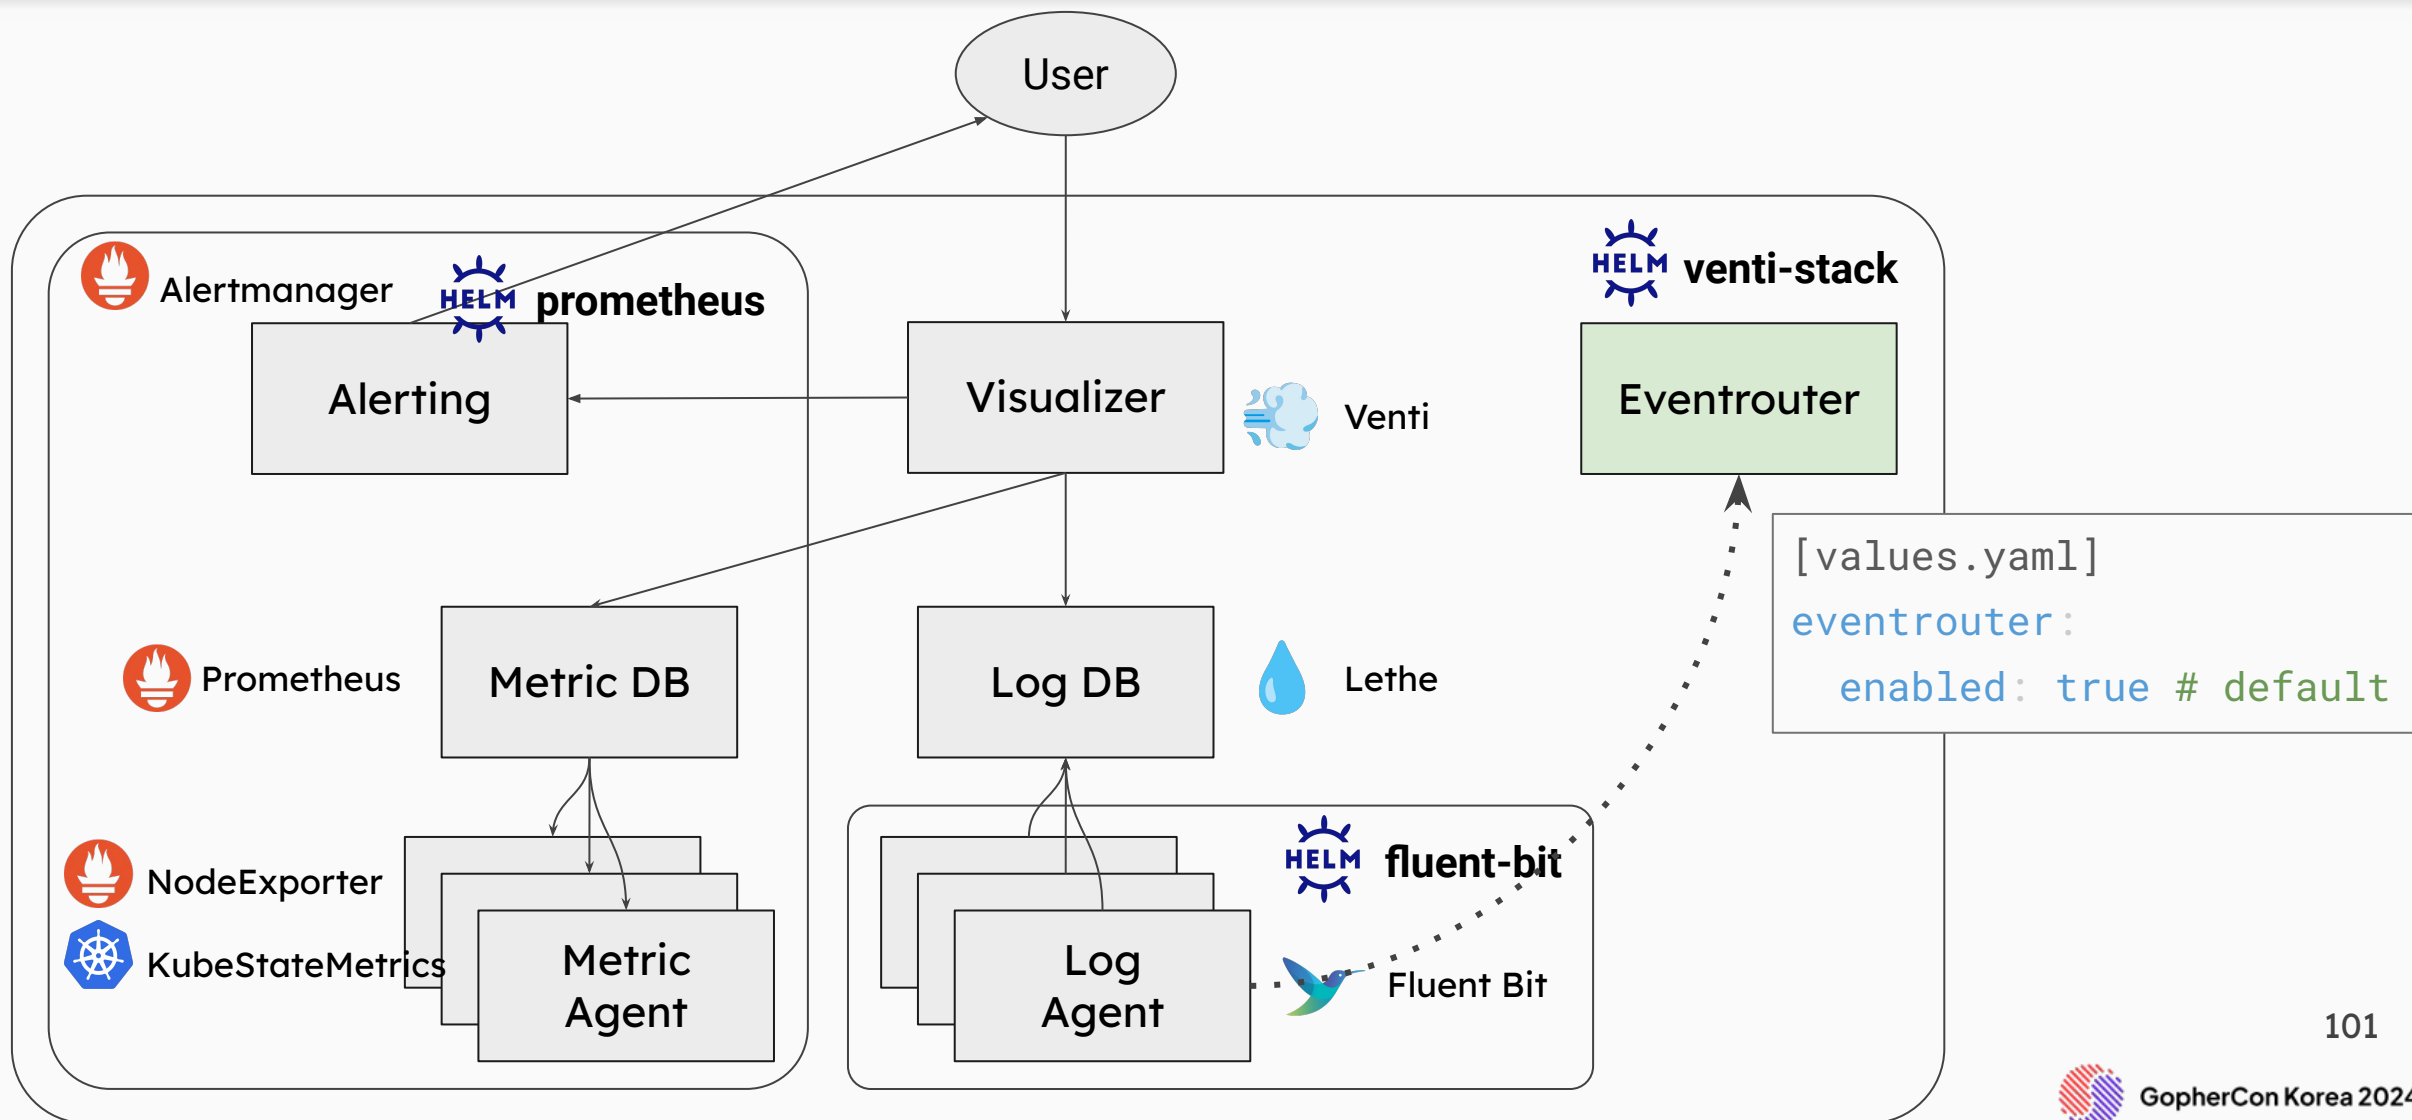 User
HELM
venti-stack
Alertmanager
HELM
prometheus
Alerting
Visualizer
Venti
Eventrouter
[values.yaml]
eventrouter:
  enabled: true # default
Prometheus
Metric DB
Log DB
Lethe
HELM
fluent-bit
NodeExporter
KubeStateMetrics
Metric
Agent
Log
Agent
Fluent Bit
101
GopherCon Korea 2024